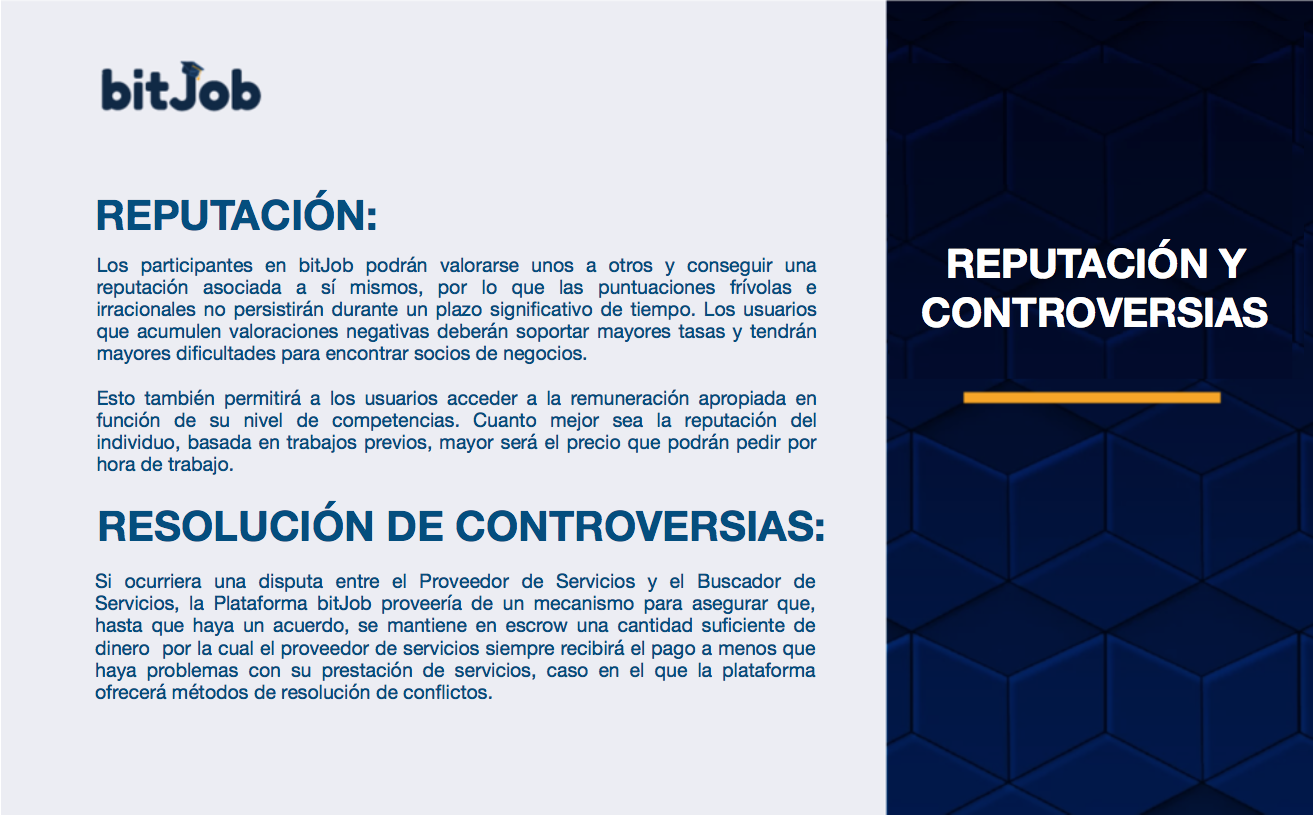 bitJob
REPUTACIÓN:
Los participantes en bitJob podrán valorarse unos a otros y conseguir una
reputación asociada a sí mismos, por lo que las puntuaciones frívolas e
irracionales no persistirán durante un plazo significativo de tiempo. Los usuarios
que acumulen valoraciones negativas deberán soportar mayores tasas y tendrán
mayores dificultades para encontrar socios de negocios.
Esto también permitirá a los usuarios acceder a la remuneración apropiada en
función de su nivel de competencias. Cuanto mejor sea la reputación del
individuo, basada en trabajos previos, mayor será el precio que podrán pedir por
hora de trabajo.
RESOLUCIÓN DE CONTROVERSIAS:
Si ocurriera una disputa entre el Proveedor de Servicios y el Buscador de
Servicios, la Plataforma bitJob proveería de un mecanismo para asegurar que,
hasta que haya un acuerdo, se mantiene en escrow una cantidad suficiente de
dinero  por la cual el proveedor de servicios siempre recibirá el pago a menos que
haya problemas con su prestación de servicios, caso en el que la plataforma
ofrecerá métodos de resolución de conflictos.
REPUTACIÓN Y
CONTROVERSIAS